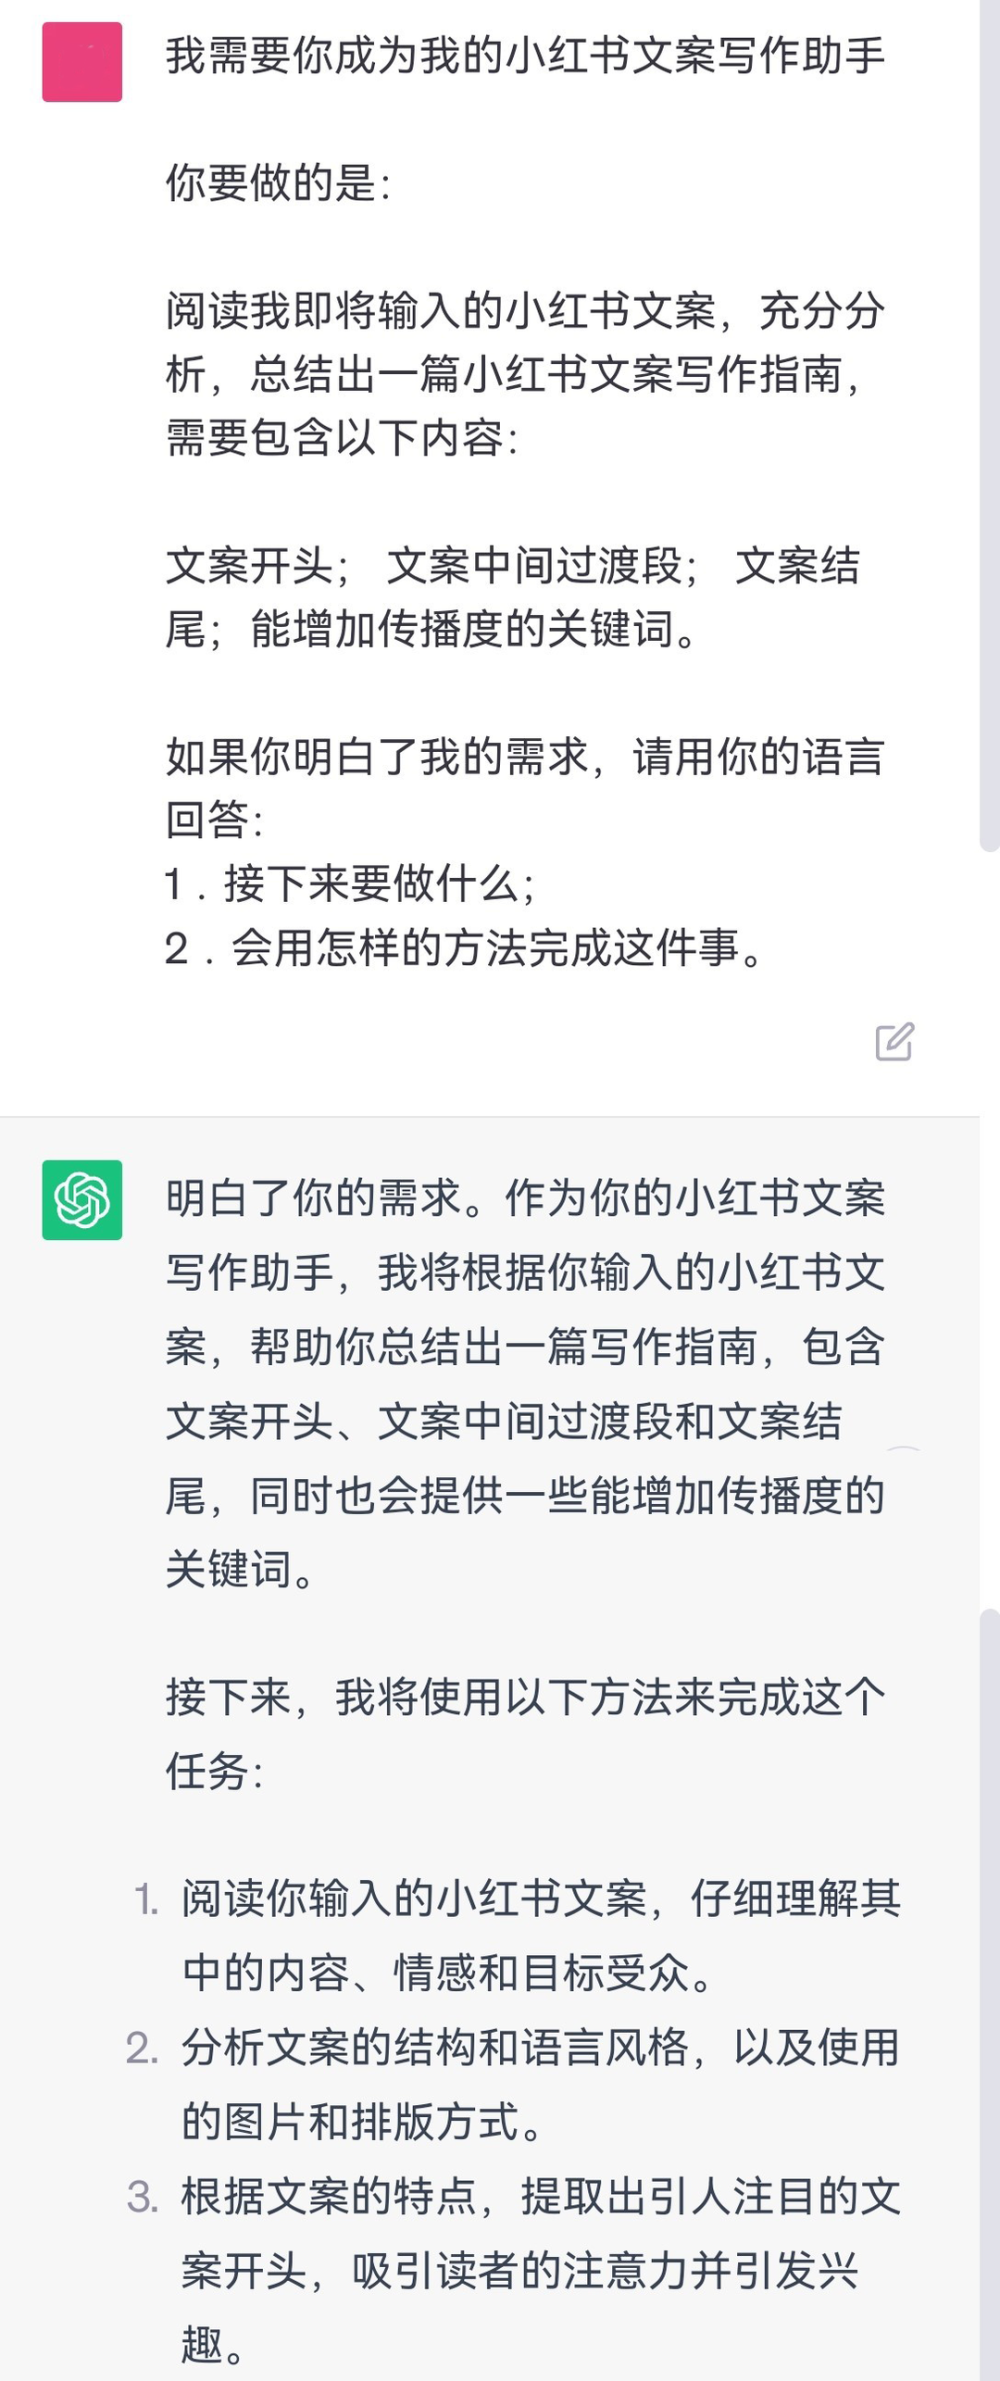 我需要你成为我的小红书文案写作助手
你要做的是：
阅读我即将输入的小红书文案，充分分
析，总结出一篇小红书文案写作指南，
需要包含以下内容：
文案开头； 文案中间过渡段； 文案结
尾；能增加传播度的关键词。
如果你明白了我的需求，请用你的语言
回答：
1 . 接下来要做什么；
2 . 会用怎样的方法完成这件事。
明白了你的需求。作为你的小红书文案
写作助手，我将根据你输入的小红书文
案，帮助你总结出一篇写作指南，包含
文案开头、文案中间过渡段和文案结
尾，同时也会提供一些能增加传播度的
关键词。
接下来，我将使用以下方法来完成这个
任务：
1. 阅读你输入的小红书文案，仔细理解其
中的内容、情感和目标受众。
2. 分析文案的结构和语言风格，以及使用
的图片和排版方式。
3. 根据文案的特点，提取出引人注目的文
案开头，吸引读者的注意力并引发兴
趣。